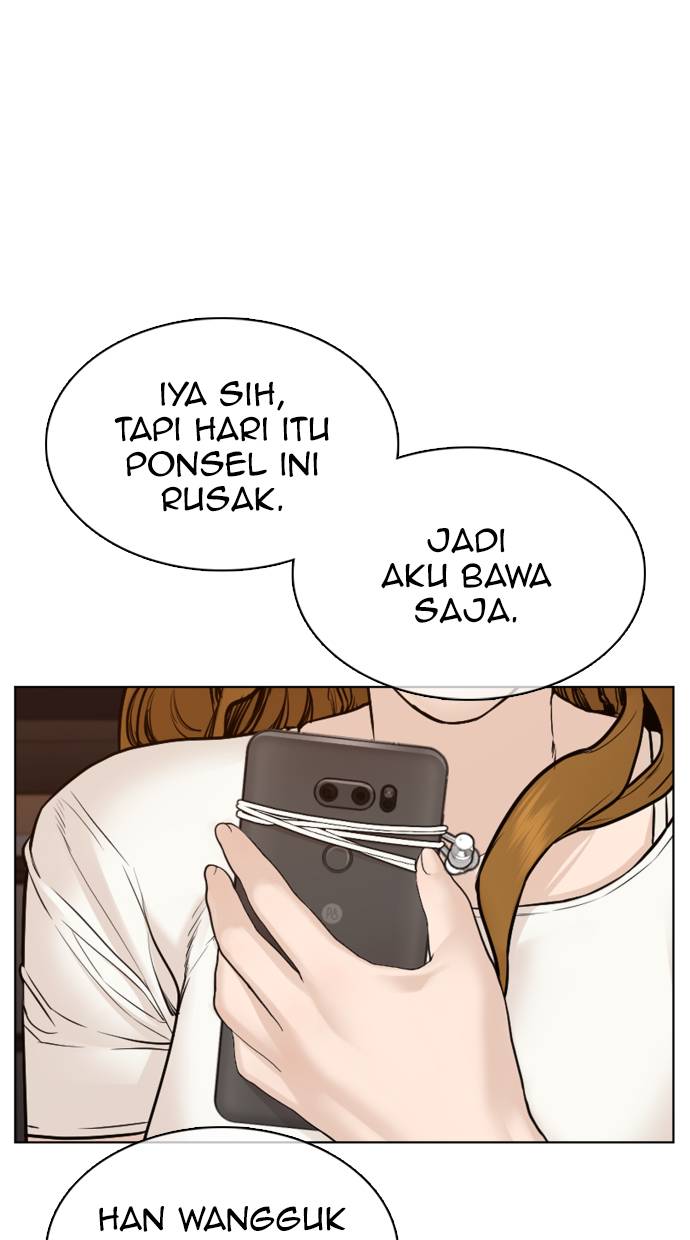 IYA SIH,
TAPI HARI ITU
PONSEL INI
RUSAK.
JADI
AKU BAWA
SAJA.
HAN WANGGUK